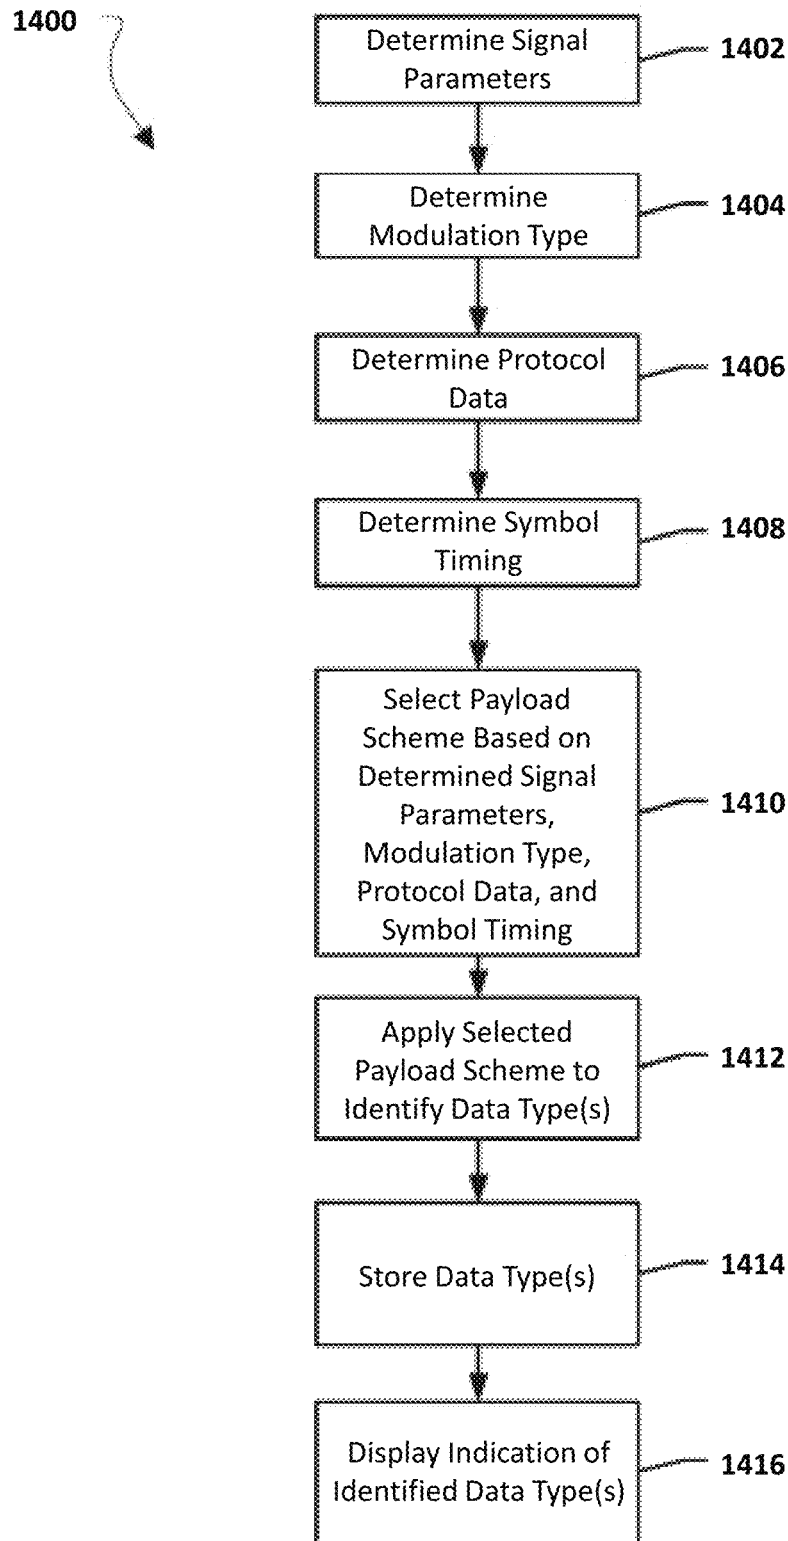 1400
Determine Signal
Parameters
1402
Determine
Modulation Type
1404
Determine Protocol
Data
1406
Determine Symbol
Timing
1408
Select Payload
Scheme Based on
Determined Signal
Parameters,
Modulation Type,
Protocol Data, and
Symbol Timing
1410
Apply Selected
Payload Scheme to
Identify Data Type(s)
1412
Store Data Type(s)
1414
Display Indication of
Identified Data Type(s)
1416